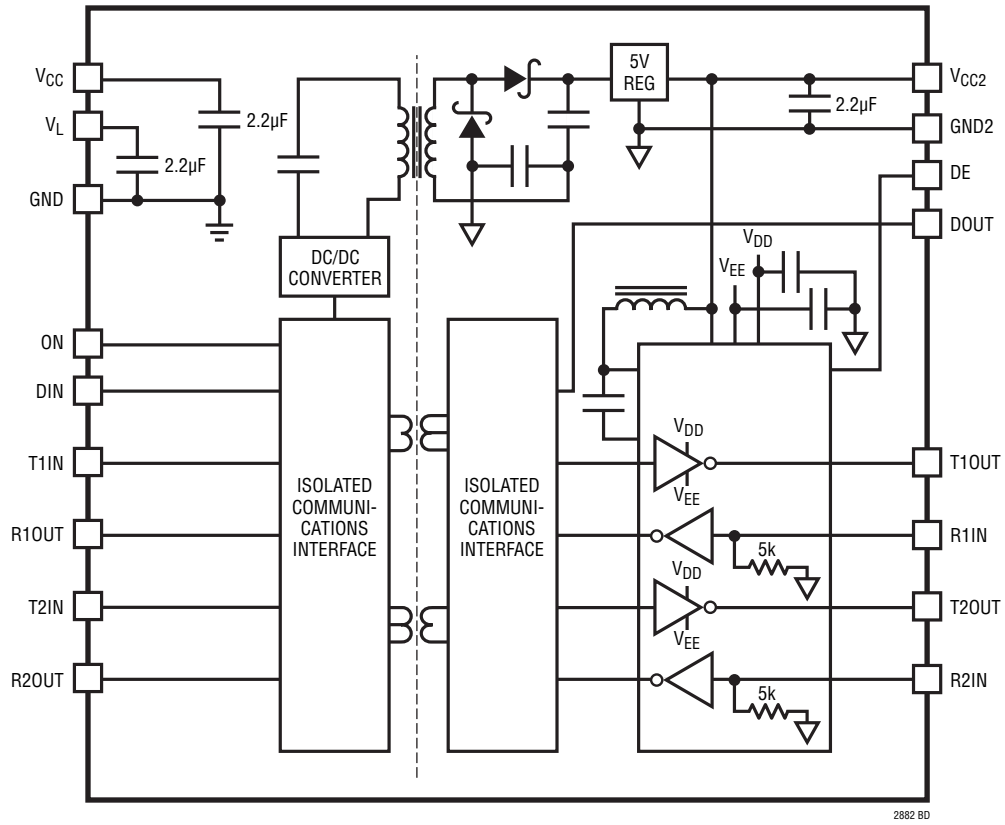 VCC
VL
GND
ON
DIN
T1IN
R1OUT
T2IN
R2OUT
2.2µF
2.2µF
DC/DC
CONVERTER
ISOLATED
COMMUNI-
CATIONS
INTERFACE
ISOLATED
COMMUNI-
CATIONS
INTERFACE
5V
REG
2.2µF
VDD
VEE
VDD
VEE
5k
VDD
VEE
5k
VCC2
GND2
DE
DOUT
T1OUT
R1IN
T2OUT
R2IN
2882 BD